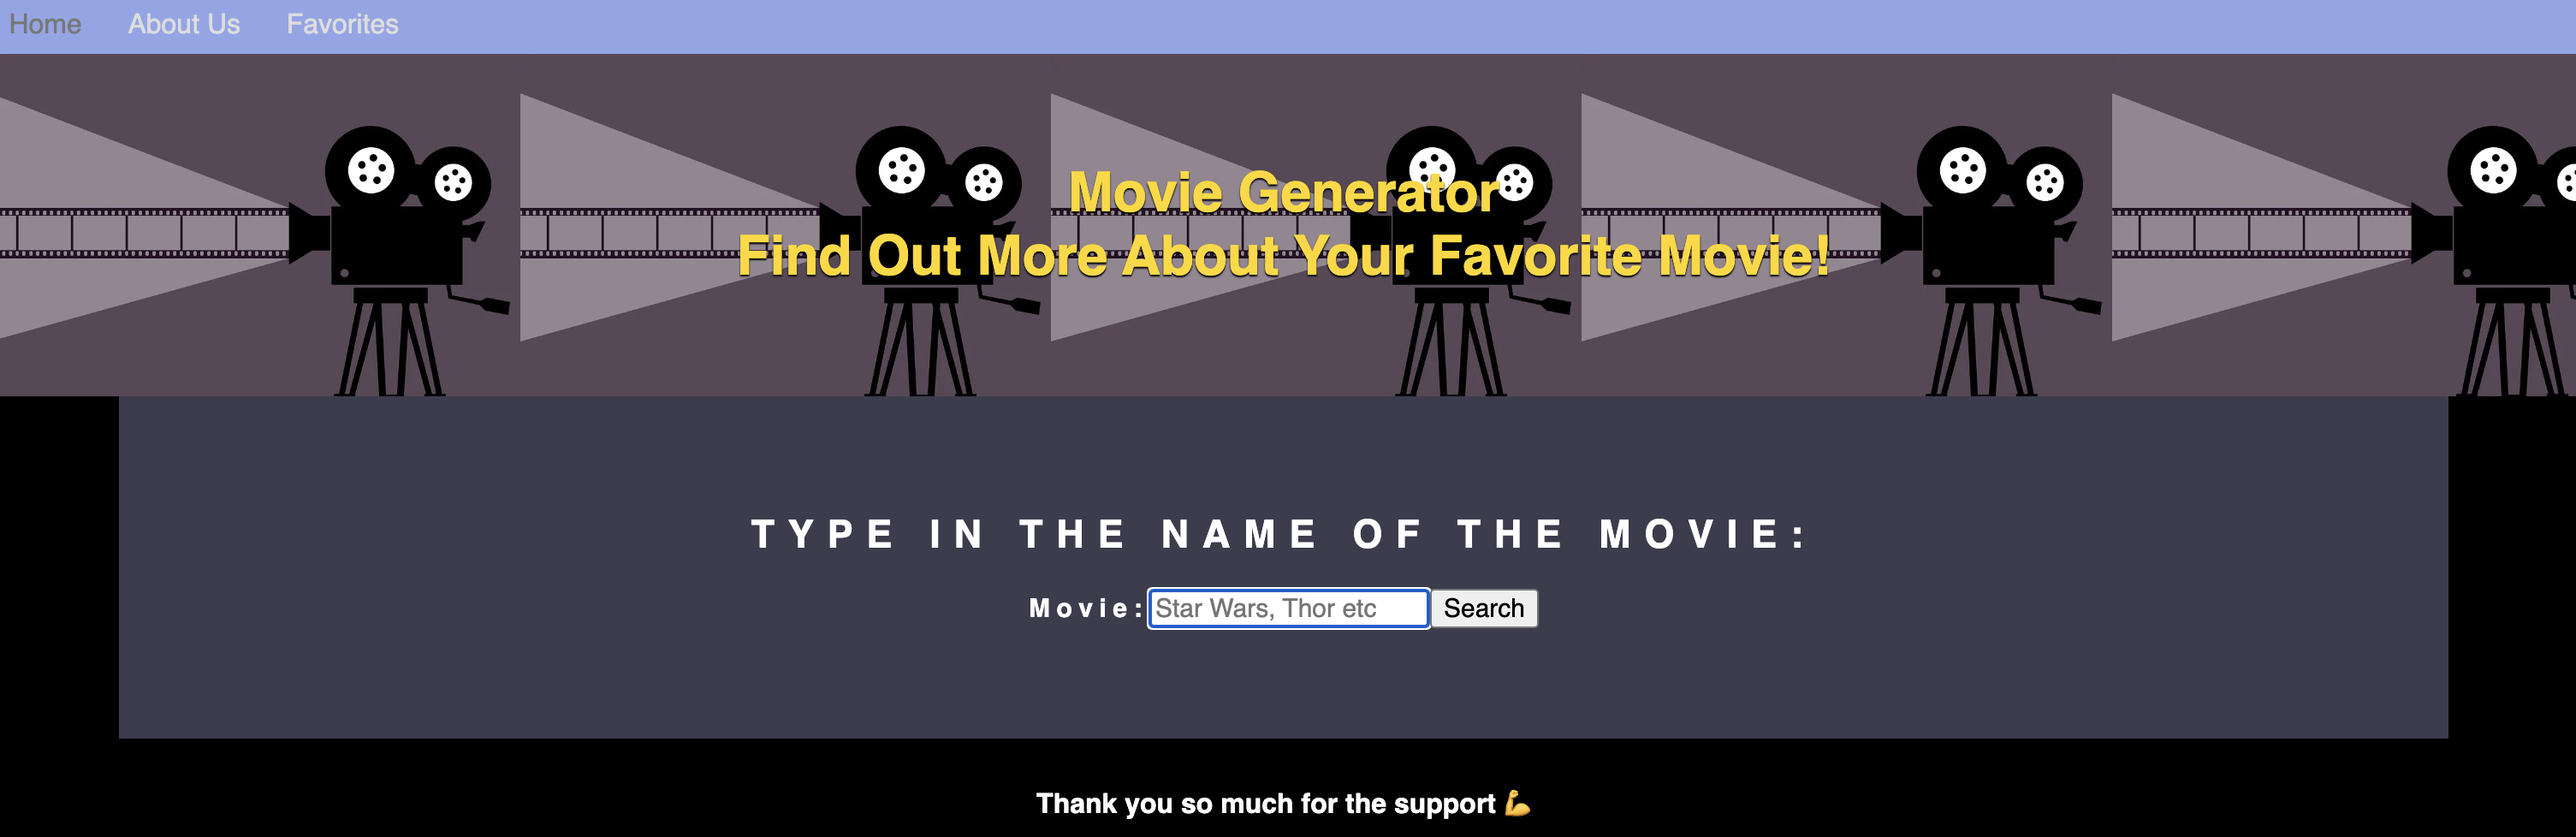 Home About Us Favorites
Movie Generator
Find Out More About Your Favorite Movie!
TYPE IN THE NAME OF THE MOVIE:
Movie: Star Wars, Thor etc Search
Thank you so much for the support 💪